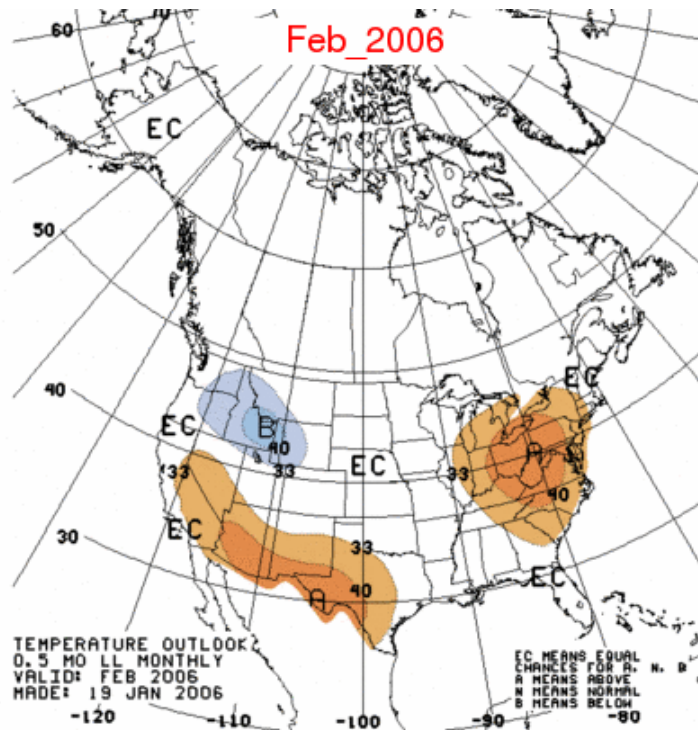 Feb_2006
60
EC
50
EC
40
EC
B
40
EC
A
33
33
33
40
EC
30
33
40
A
EC
TEMPERATURE OUTLOOK
0.5 MO LL MONTHLY
VALID: FEB 2006
MADE: 19 JAN 2006
EC MEANS EQUAL
CHANCES FOR A, N, B
A MEANS ABOVE
N MEANS NORMAL
B MEANS BELOW
-120
-110
-100
-90
-80